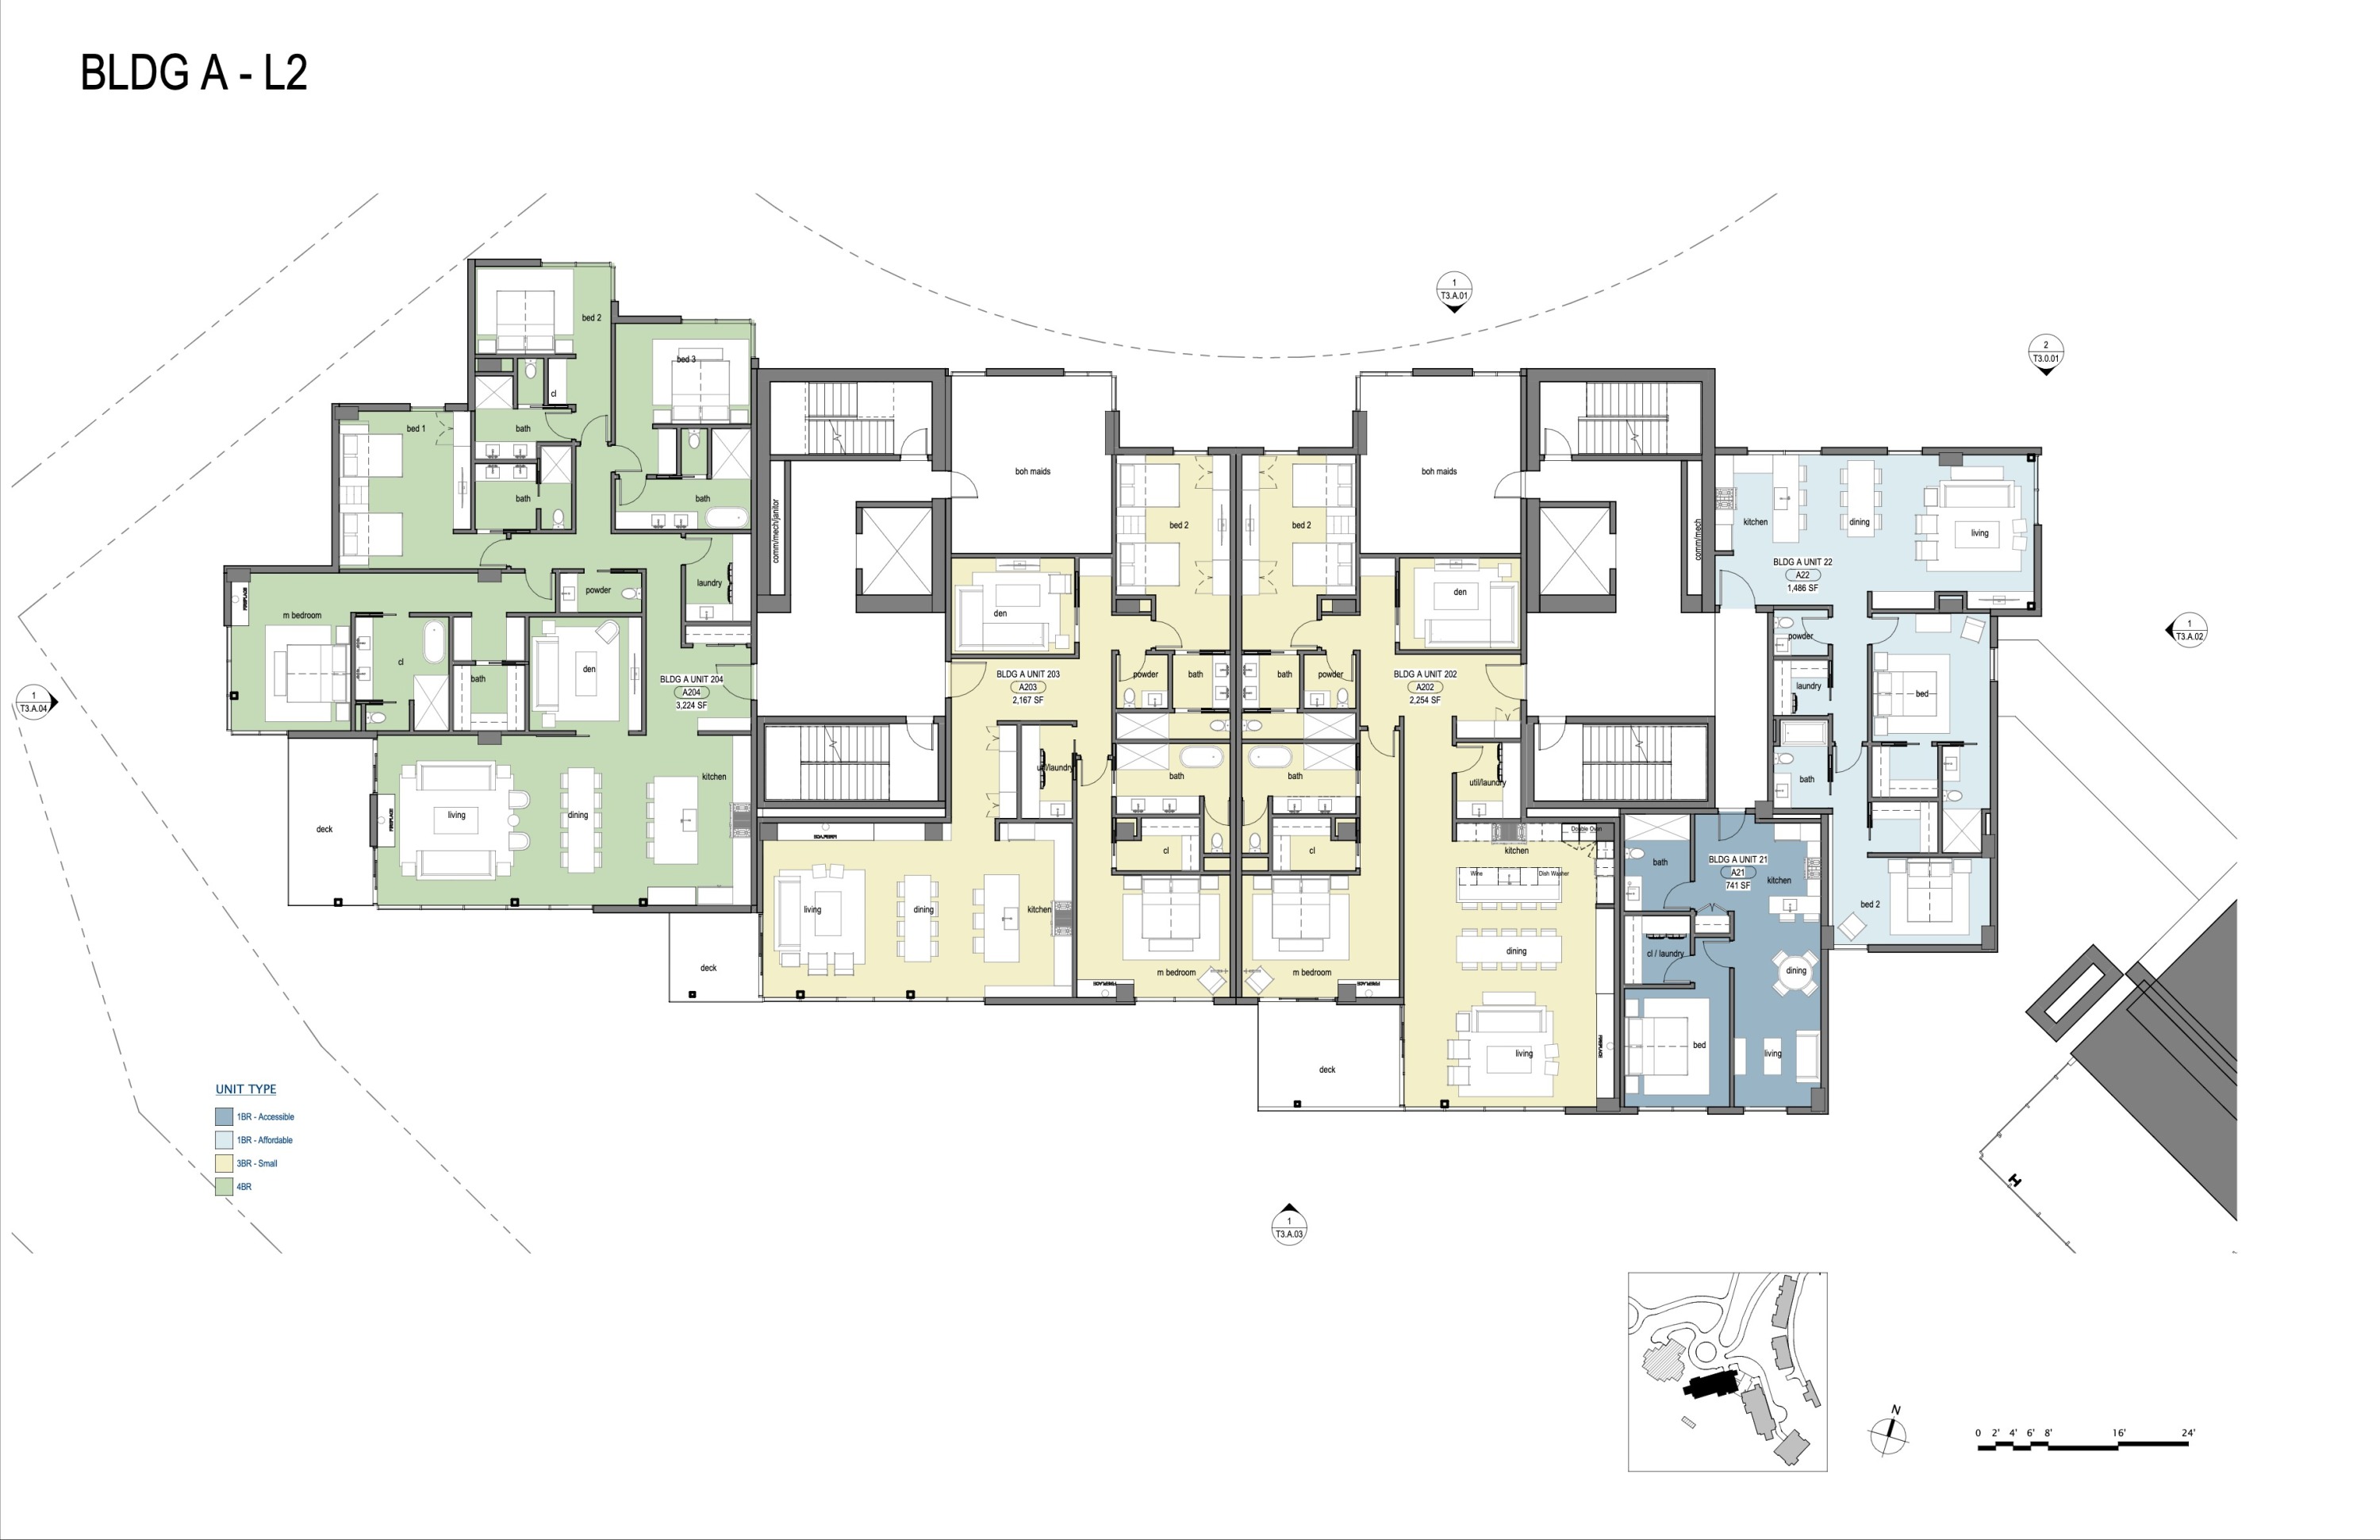 BLDG A - L2
1
T3.A.01
2
T3.0.01
1
T3.A.02
1
T3.A.04
1
T3.A.03
bed 2
cl
bath
bed 3
bed 1
bath
bath
laundry
powder
FIREPLACE
m bedroom
cl
bath
den
BLDG A UNIT 204
A204
3,224 SF
deck
FIREPLACE
living
dining
kitchen
comm/mech/janitor
boh maids
den
bed 2
BLDG A UNIT 203
A203
2,167 SF
powder
bath
util/laundry
bath
cl
living
dining
kitchen
deck
m bedroom
FIREPLACE
boh maids
bed 2
den
BLDG A UNIT 202
A202
2,254 SF
bath
powder
util/laundry
bath
cl
Double Oven
kitchen
Wine
Dish Washer
dining
living
FIREPLACE
m bedroom
FIREPLACE
deck
comm/mech
kitchen
dining
living
BLDG A UNIT 22
A22
1,486 SF
powder
laundry
bed
bath
bed 2
BLDG A UNIT 21
A21
741 SF
bath
kitchen
cl / laundry
dining
bed
living
UNIT TYPE
1BR - Accessible
1BR - Affordable
3BR - Small
4BR
H
N
0 2' 4' 6' 8' 16' 24'